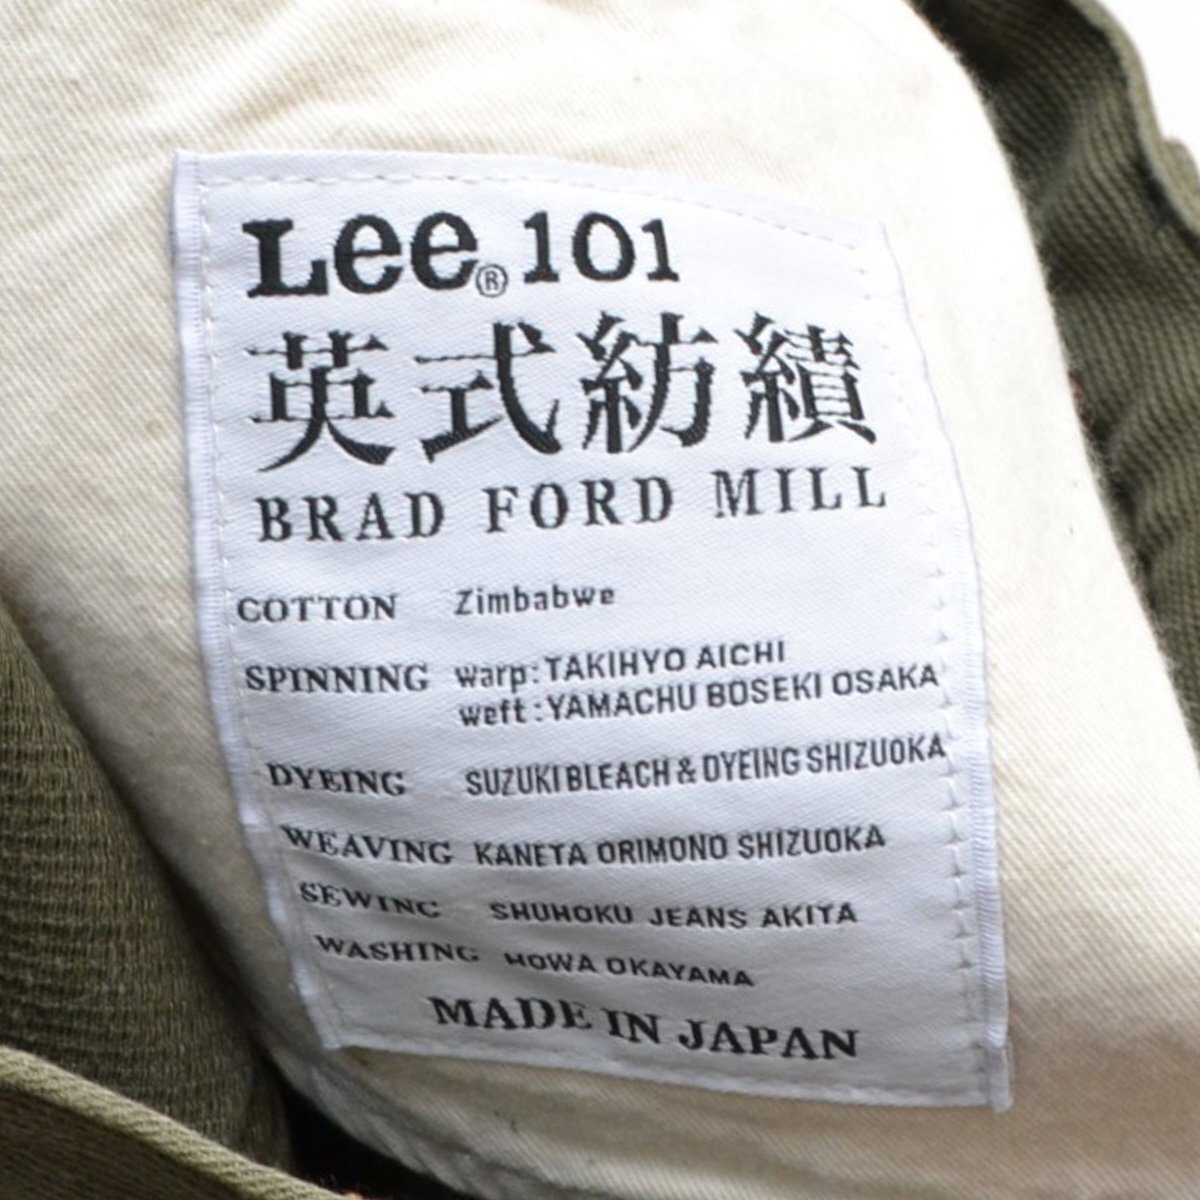 Lee® 101
英式紡績
BRAD FORD MILL
COTTON Zimbabwe
SPINNING warp:TAKIHYO AICHI
weft:YAMACHU BOSEKI OSAKA
DYEING SUZUKI BLEACH & DYEING SHIZUOKA
WEAVING KANETA ORIMONO SHIZUOKA
SEWING SHUHOKU JEANS AKITA
WASHING HOWA OKAYAMA
MADE IN JAPAN